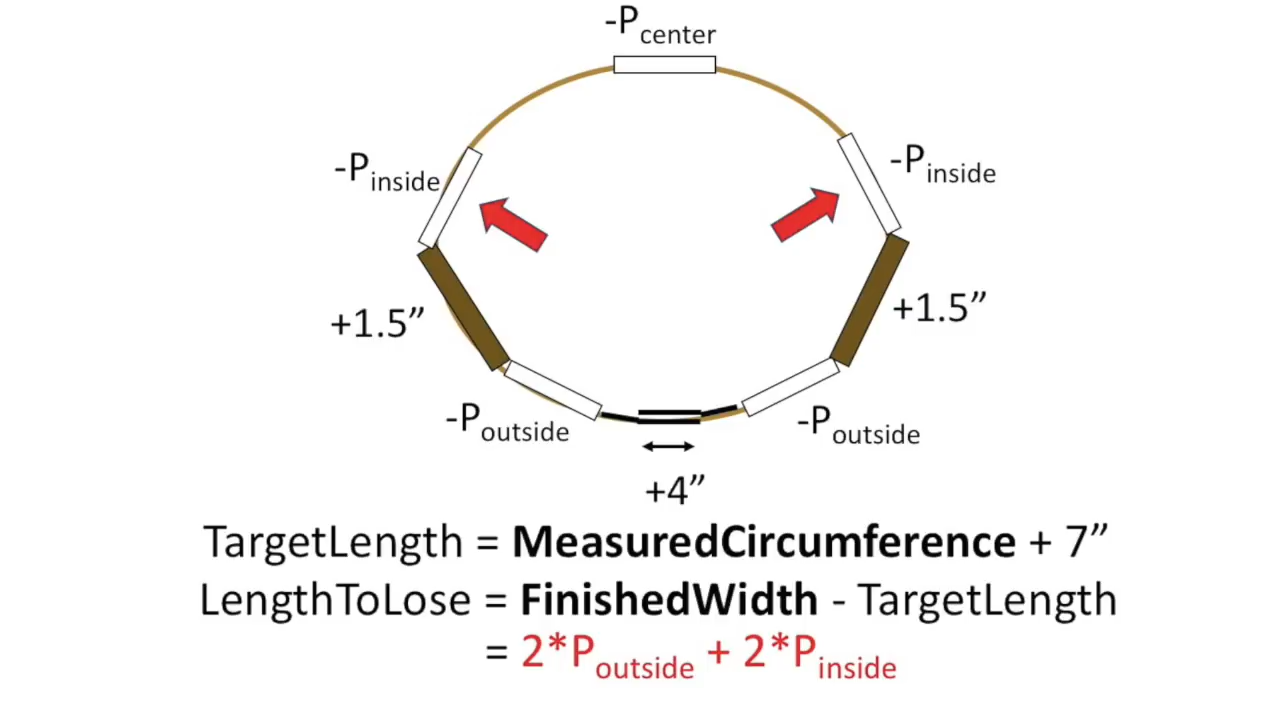 -Pcenter
-Pinside
-Pinside
+1.5”
+1.5”
-Poutside
-Poutside
+4”
TargetLength = MeasuredCircumference + 7”
LengthToLose = FinishedWidth - TargetLength
= 2*Poutside + 2*Pinside